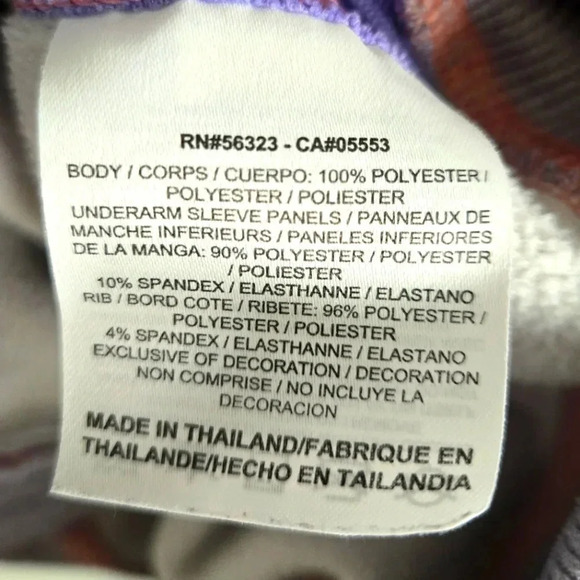 RN#56323 - CA#05553
BODY / CORPS / CUERPO: 100% POLYESTER /
POLYESTER / POLIESTER
UNDERARM SLEEVE PANELS / PANNEAUX DE
MANCHE INFERIEURS / PANELES INFERIORES
DE LA MANGA: 90% POLYESTER / POLYESTER
/ POLIESTER
10% SPANDEX / ELASTHANNE / ELASTANO
RIB / BORD COTE / RIBETE: 96% POLYESTER /
POLYESTER / POLIESTER
4% SPANDEX / ELASTHANNE / ELASTANO
EXCLUSIVE OF DECORATION / DECORATION
NON COMPRISE / NO INCLUYE LA
DECORACION
MADE IN THAILAND/FABRIQUE EN
THAILANDE/HECHO EN TAILANDIA